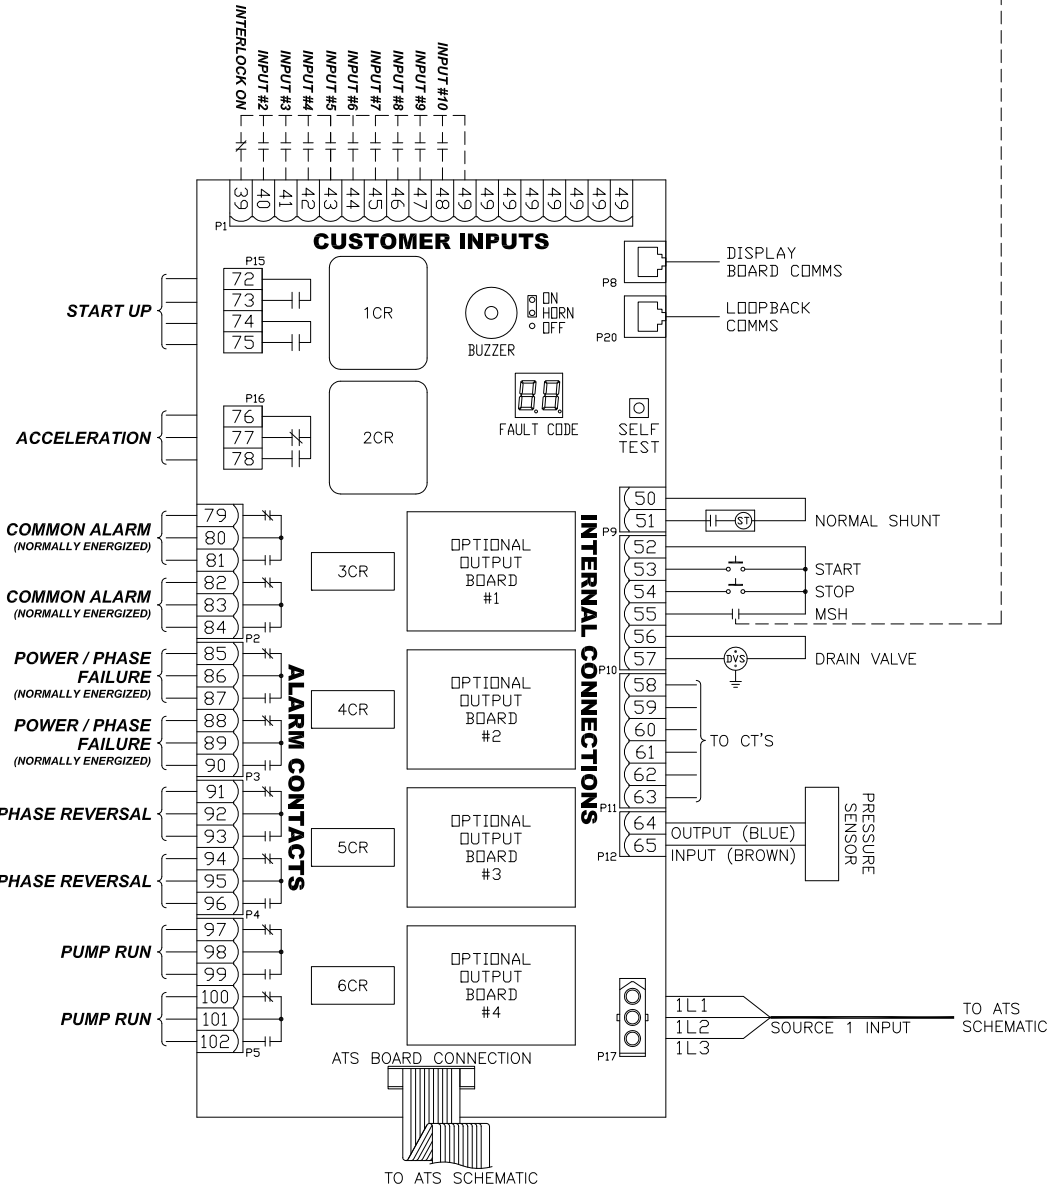 INTERLOCK ON
INPUT #2
INPUT #3
INPUT #4
INPUT #5
INPUT #6
INPUT #7
INPUT #8
INPUT #9
INPUT #10
39
40
41
42
43
44
45
46
47
48
49
49
49
49
49
49
49
49
P1
CUSTOMER INPUTS
START UP
P15
72
73
74
75
1CR
BUZZER
ON
HORN
OFF
P8
DISPLAY
BOARD COMMS
P20
LOOPBACK
COMMS
ACCELERATION
P16
76
77
78
2CR
FAULT CODE
SELF
TEST
COMMON ALARM
(NORMALLY ENERGIZED)
79
80
81
COMMON ALARM
(NORMALLY ENERGIZED)
82
83
84
P2
3CR
OPTIONAL
OUTPUT
BOARD
#1
POWER / PHASE
FAILURE
(NORMALLY ENERGIZED)
85
86
87
POWER / PHASE
FAILURE
(NORMALLY ENERGIZED)
88
89
90
P3
4CR
OPTIONAL
OUTPUT
BOARD
#2
PHASE REVERSAL
91
92
93
PHASE REVERSAL
94
95
96
P4
5CR
OPTIONAL
OUTPUT
BOARD
#3
PUMP RUN
97
98
99
PUMP RUN
100
101
102
P5
6CR
OPTIONAL
OUTPUT
BOARD
#4
ALARM CONTACTS
INTERNAL CONNECTIONS
50
51
P9
ST
NORMAL SHUNT
52
53
START
54
STOP
55
MSH
56
57
P10
DVS
DRAIN VALVE
58
59
60
61
62
63
P11
TO CT'S
64
65
P12
OUTPUT (BLUE)
INPUT (BROWN)
PRESSURE
SENSOR
P17
1L1
1L2
1L3
SOURCE 1 INPUT
TO ATS
SCHEMATIC
ATS BOARD CONNECTION
TO ATS SCHEMATIC